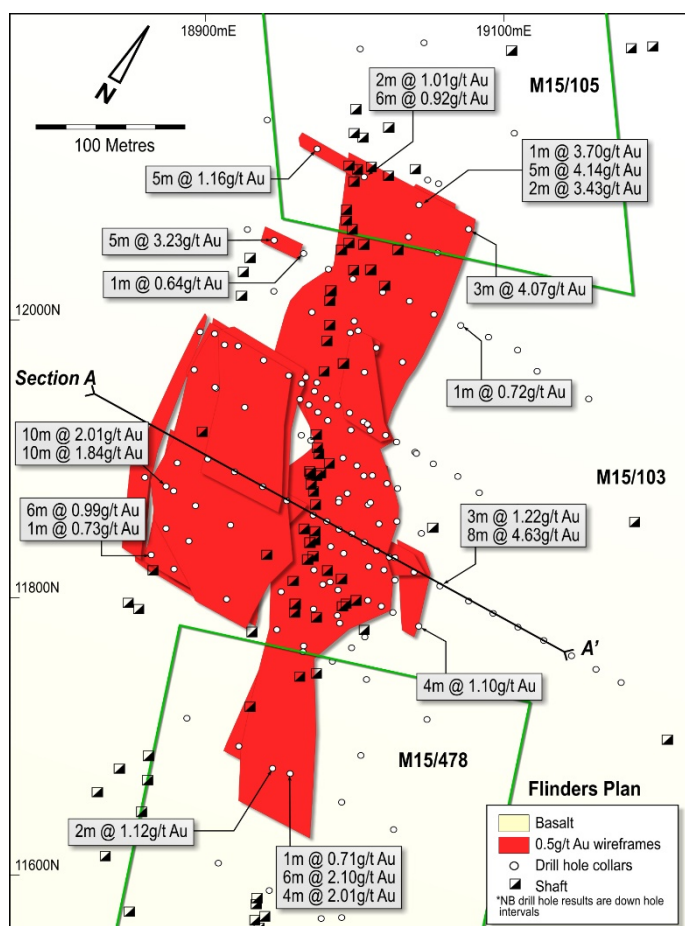 18900mE
19100mE
N
100 Metres
M15/105
2m @ 1.01g/t Au
6m @ 0.92g/t Au
5m @ 1.16g/t Au
1m @ 3.70g/t Au
5m @ 4.14g/t Au
2m @ 3.43g/t Au
5m @ 3.23g/t Au
1m @ 0.64g/t Au
3m @ 4.07g/t Au
12000N
Section A
1m @ 0.72g/t Au
10m @ 2.01g/t Au
10m @ 1.84g/t Au
M15/103
6m @ 0.99g/t Au
1m @ 0.73g/t Au
3m @ 1.22g/t Au
8m @ 4.63g/t Au
11800N
A'
4m @ 1.10g/t Au
M15/478
2m @ 1.12g/t Au
1m @ 0.71g/t Au
6m @ 2.10g/t Au
4m @ 2.01g/t Au
11600N
Flinders Plan
Basalt
0.5g/t Au wireframes
Drill hole collars
Shaft
*NB drill hole results are down hole
intervals